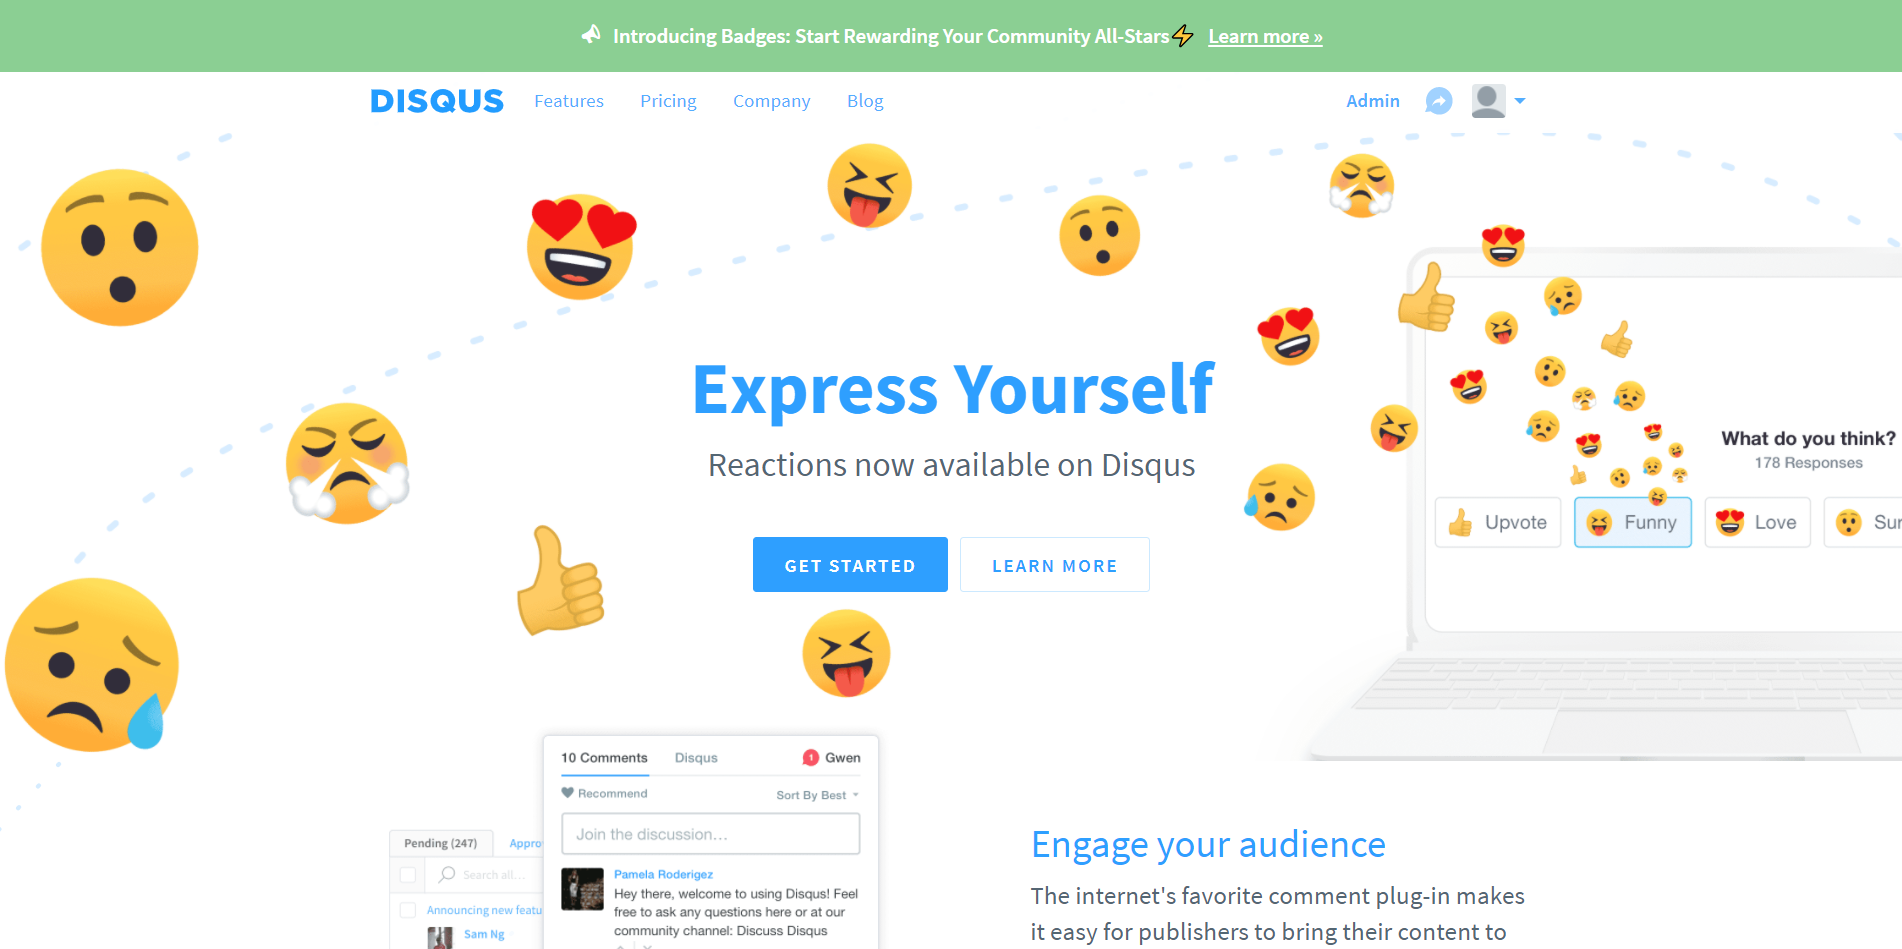 Introducing Badges: Start Rewarding Your Community All-Stars⚡ Learn more »
DISQUS Features Pricing Company Blog Admin
Express Yourself
Reactions now available on Disqus
GET STARTED LEARN MORE
What do you think?
178 Responses
Upvote Funny Love
10 Comments Disqus 1 Gwen
Recommend Sort By Best
Join the discussion...
Pamela Roderigez
Hey there, welcome to using Disqus! Feel
free to ask any questions here or at our
community channel: Discuss Disqus
Pending (247) Appro
Search all...
Announcing new featu
Sam Ng
Engage your audience
The internet's favorite comment plug-in makes
it easy for publishers to bring their content to